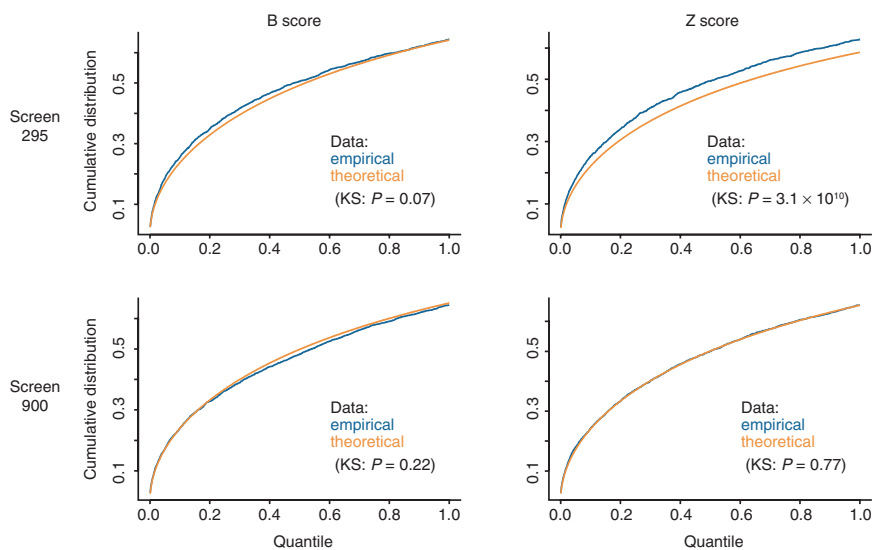 B score
Z score
Screen
295
Cumulative distribution
0.5
0.3
0.1
Data:
empirical
theoretical
(KS: P = 0.07)
0.0 0.2 0.4 0.6 0.8 1.0
Cumulative distribution
0.5
0.3
0.1
Data:
empirical
theoretical
(KS: P = 3.1 × 10¹⁰)
0.0 0.2 0.4 0.6 0.8 1.0
Screen
900
Cumulative distribution
0.5
0.3
0.1
Data:
empirical
theoretical
(KS: P = 0.22)
0.0 0.2 0.4 0.6 0.8 1.0
Quantile
0.5
0.3
0.1
Data:
empirical
theoretical
(KS: P = 0.77)
0.0 0.2 0.4 0.6 0.8 1.0
Quantile